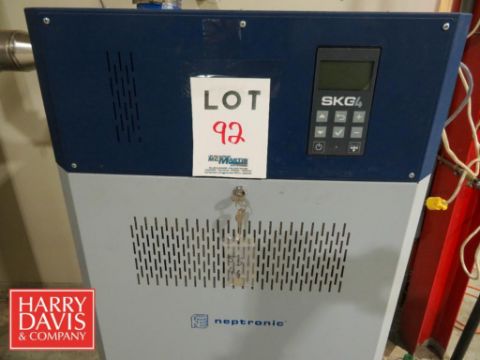 SKG4
LOT
92
neptronic
HARRY
DAVIS
& COMPANY